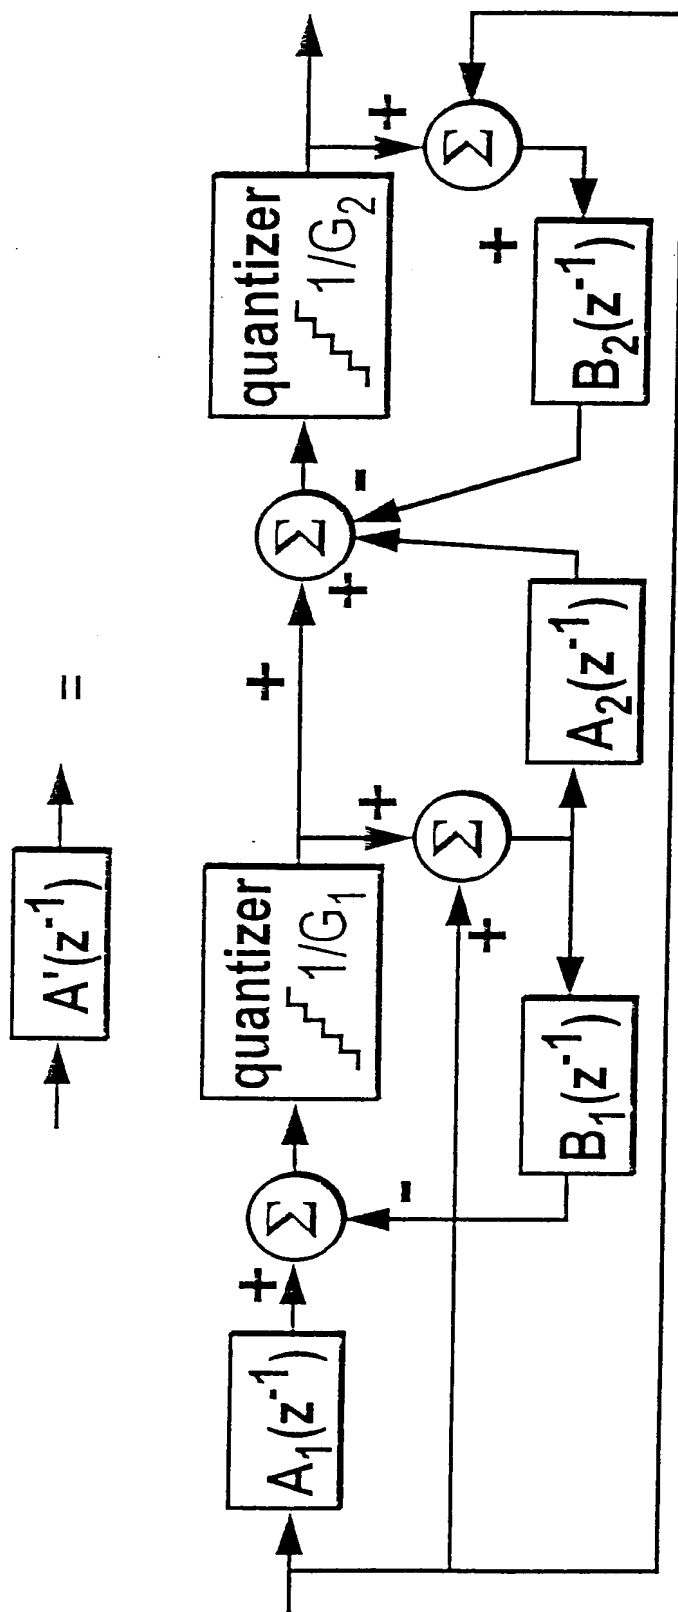 A'(z⁻¹) =
A₁(z⁻¹)
+
Σ
-
quantizer
1/G₁
+
Σ
+
B₁(z⁻¹)
A₂(z⁻¹)
+
+
Σ
-
quantizer
1/G₂
+
Σ
+
B₂(z⁻¹)